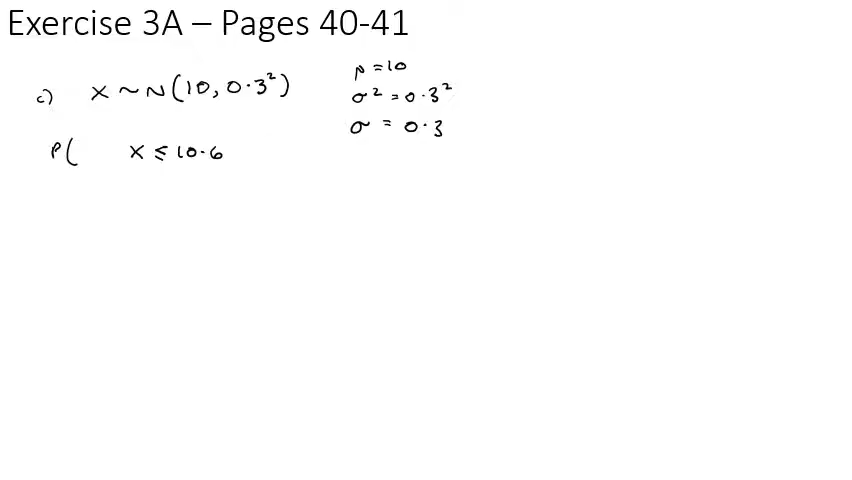 Exercise 3A – Pages 40-41
c) X ~ N(10, 0.3²)
μ = 10
σ² = 0.3²
σ = 0.3
P( X ≤ 10.6